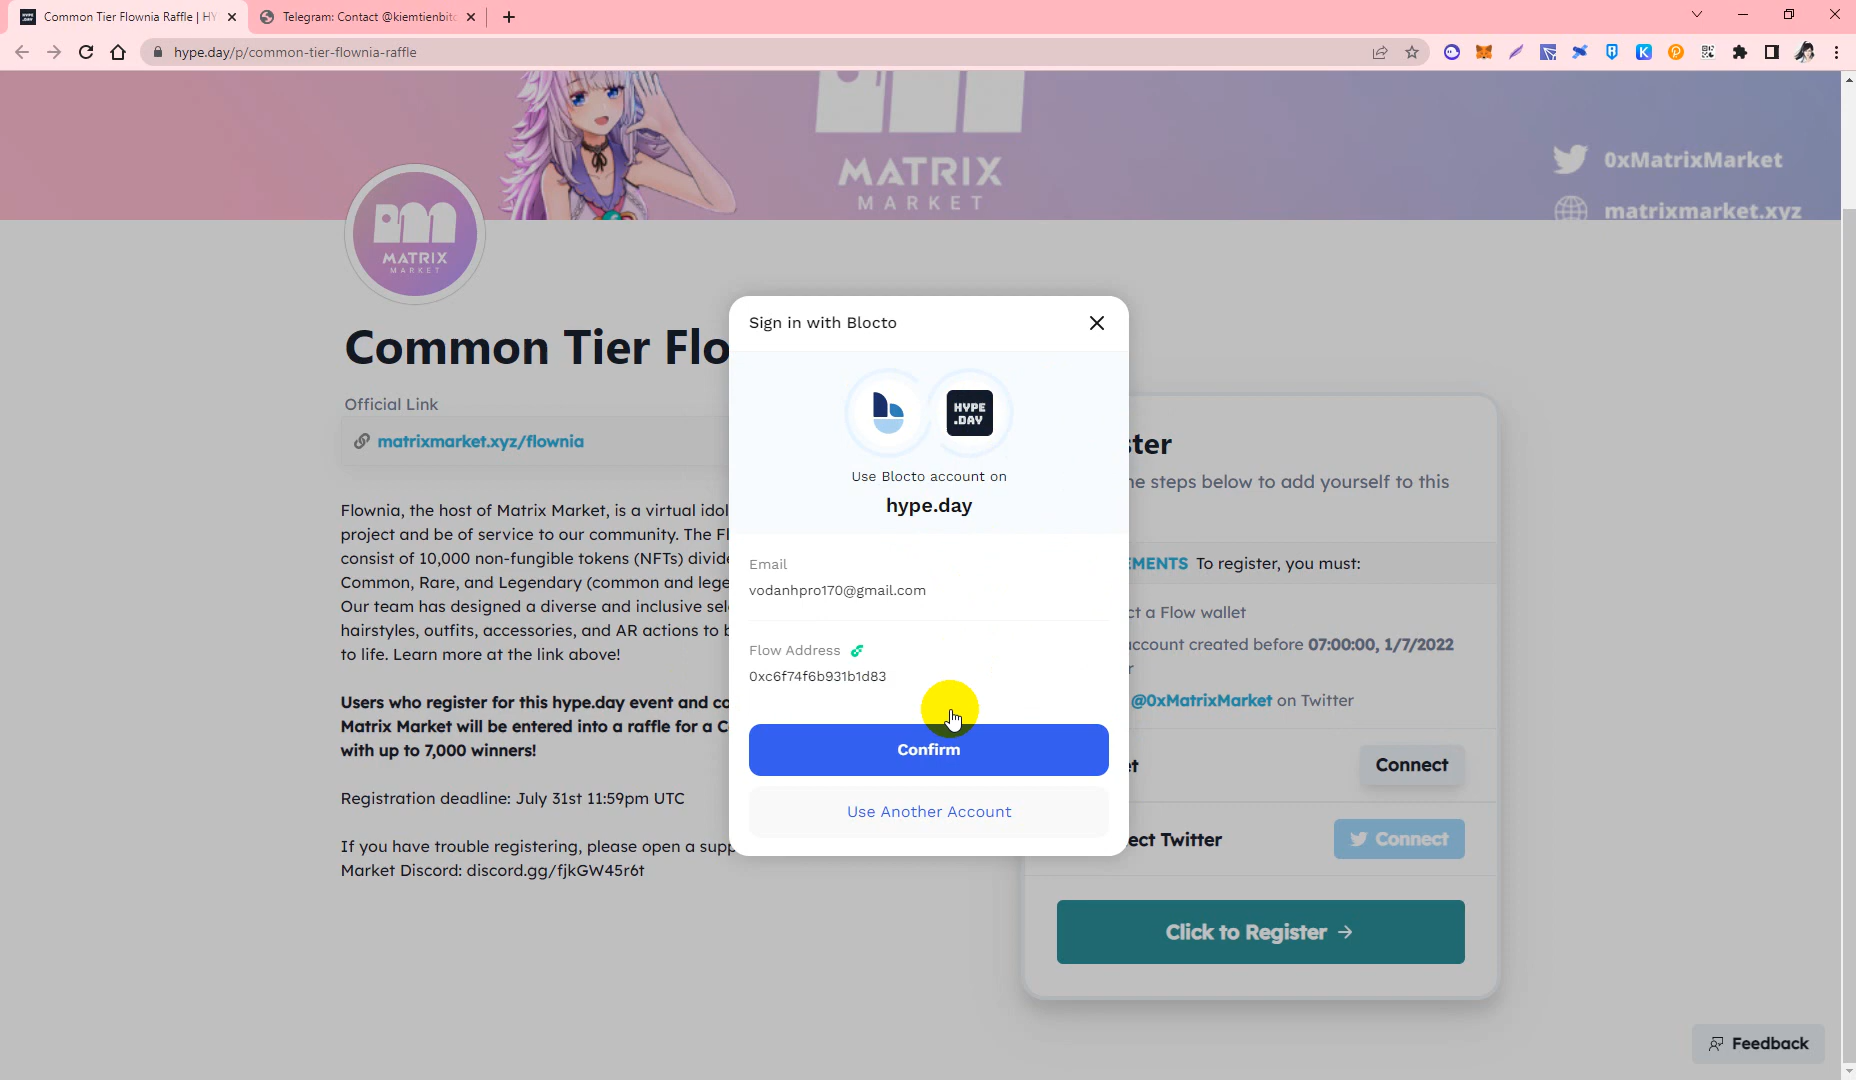 Common Tier Flownia Raffle | HY
Telegram: Contact @kiemtienbitc
hype.day/p/common-tier-flownia-raffle
MATRIX
MARKET
0xMatrixMarket
matrixmarket.xyz
MATRIX
MARKET
Common Tier Flo
Official Link
matrixmarket.xyz/flownia
Flownia, the host of Matrix Market, is a virtual idol
project and be of service to our community. The Fl
consist of 10,000 non-fungible tokens (NFTs) divide
Common, Rare, and Legendary (common and lege
Our team has designed a diverse and inclusive sel
hairstyles, outfits, accessories, and AR actions to b
to life. Learn more at the link above!
Users who register for this hype.day event and co
Matrix Market will be entered into a raffle for a C
with up to 7,000 winners!
Registration deadline: July 31st 11:59pm UTC
If you have trouble registering, please open a supp
Market Discord: discord.gg/fjkGW45r6t
Sign in with Blocto
HYPE
.DAY
Use Blocto account on
hype.day
Email
vodanhpro170@gmail.com
Flow Address
0xc6f74f6b931b1d83
Confirm
Use Another Account
ster
he steps below to add yourself to this
EMENTS To register, you must:
ct a Flow wallet
account created before 07:00:00, 1/7/2022
r
@0xMatrixMarket on Twitter
et
Connect
ect Twitter
Connect
Click to Register →
Feedback